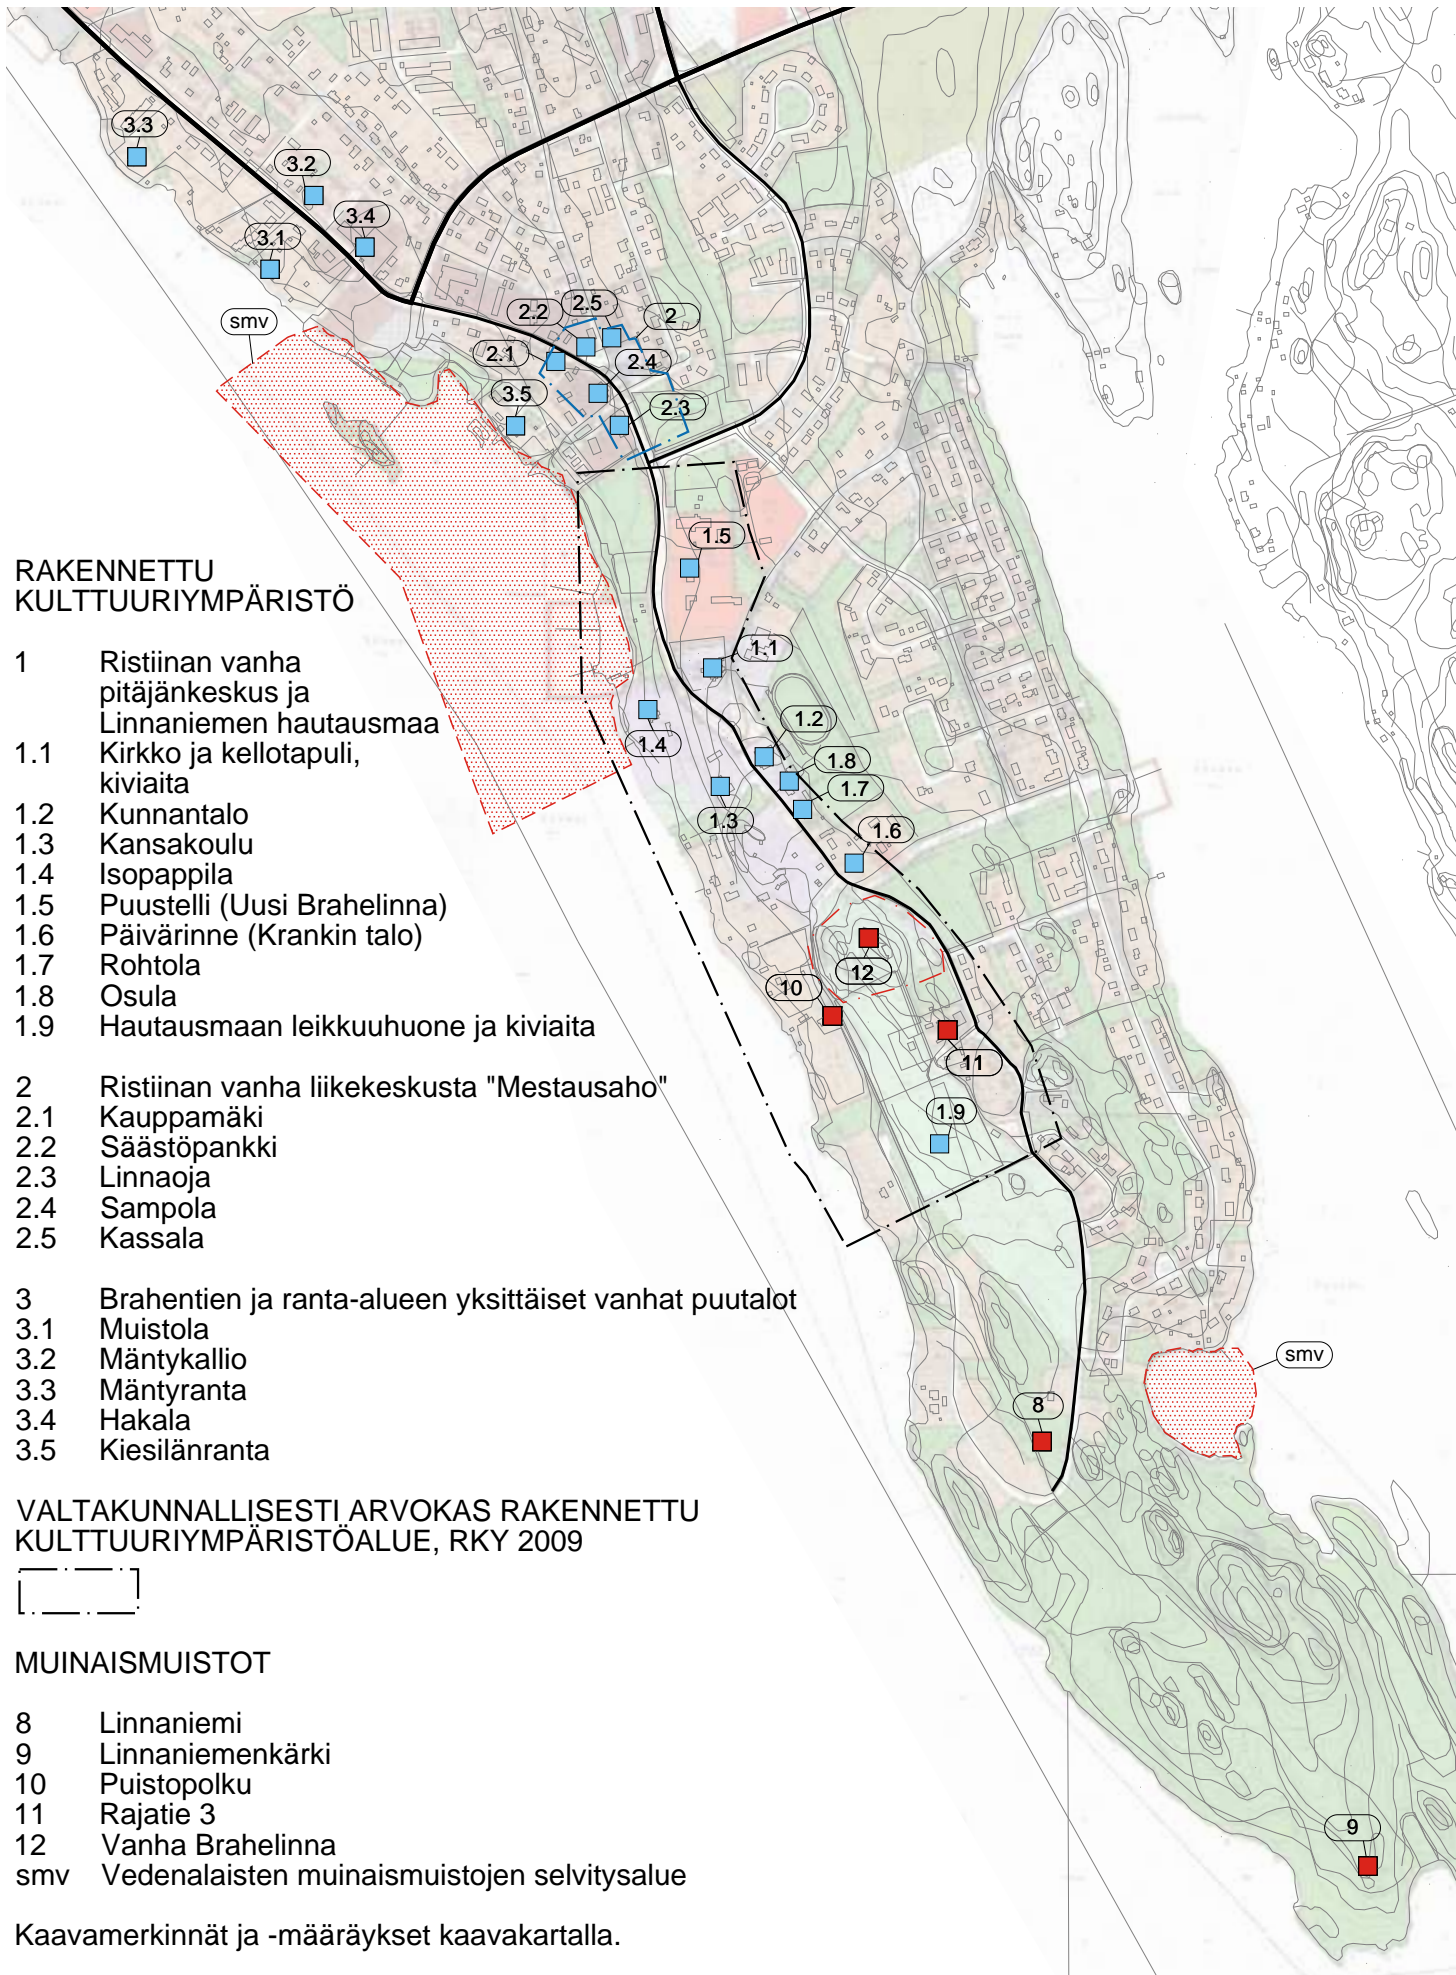 3.3
3.2
3.4
3.1
smv
2.5
2.2
2
2.1
2.4
3.5
2.3
1.5
1.1
1.2
1.4
1.8
1.7
1.3
1.6
12
10
11
1.9
smv
8
9
RAKENNETTU
KULTTUURIYMPÄRISTÖ
1 Ristiinan vanha
pitäjänkeskus ja
Linnaniemen hautausmaa
1.1 Kirkko ja kellotapuli,
kiviaita
1.2 Kunnantalo
1.3 Kansakoulu
1.4 Isopappila
1.5 Puustelli (Uusi Brahelinna)
1.6 Päivärinne (Krankin talo)
1.7 Rohtola
1.8 Osula
1.9 Hautausmaan leikkuuhuone ja kiviaita
2 Ristiinan vanha liikekeskusta "Mestausaho"
2.1 Kauppamäki
2.2 Säästöpankki
2.3 Linnaoja
2.4 Sampola
2.5 Kassala
3 Brahentien ja ranta-alueen yksittäiset vanhat puutalot
3.1 Muistola
3.2 Mäntykallio
3.3 Mäntyranta
3.4 Hakala
3.5 Kiesilänranta
VALTAKUNNALLISESTI ARVOKAS RAKENNETTU
KULTTUURIYMPÄRISTÖALUE, RKY 2009
MUINAISMUISTOT
8 Linnaniemi
9 Linnaniemenkärki
10 Puistopolku
11 Rajatie 3
12 Vanha Brahelinna
smv Vedenalaisten muinaismuistojen selvitysalue
Kaavamerkinnät ja -määräykset kaavakartalla.